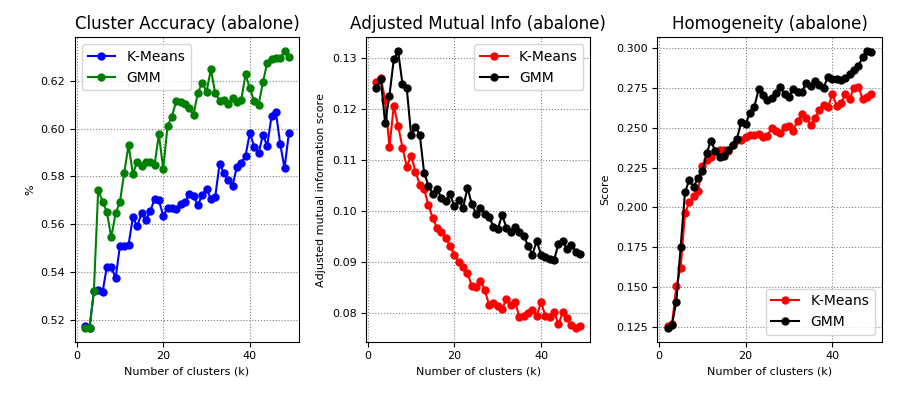 Cluster Accuracy (abalone)
%
0.62
0.60
0.58
0.56
0.54
0.52
K-Means
GMM
0
20
40
Number of clusters (k)
Adjusted Mutual Info (abalone)
Adjusted mutual information score
0.13
0.12
0.11
0.10
0.09
0.08
K-Means
GMM
0
20
40
Number of clusters (k)
Homogeneity (abalone)
Score
0.300
0.275
0.250
0.225
0.200
0.175
0.150
0.125
K-Means
GMM
0
20
40
Number of clusters (k)